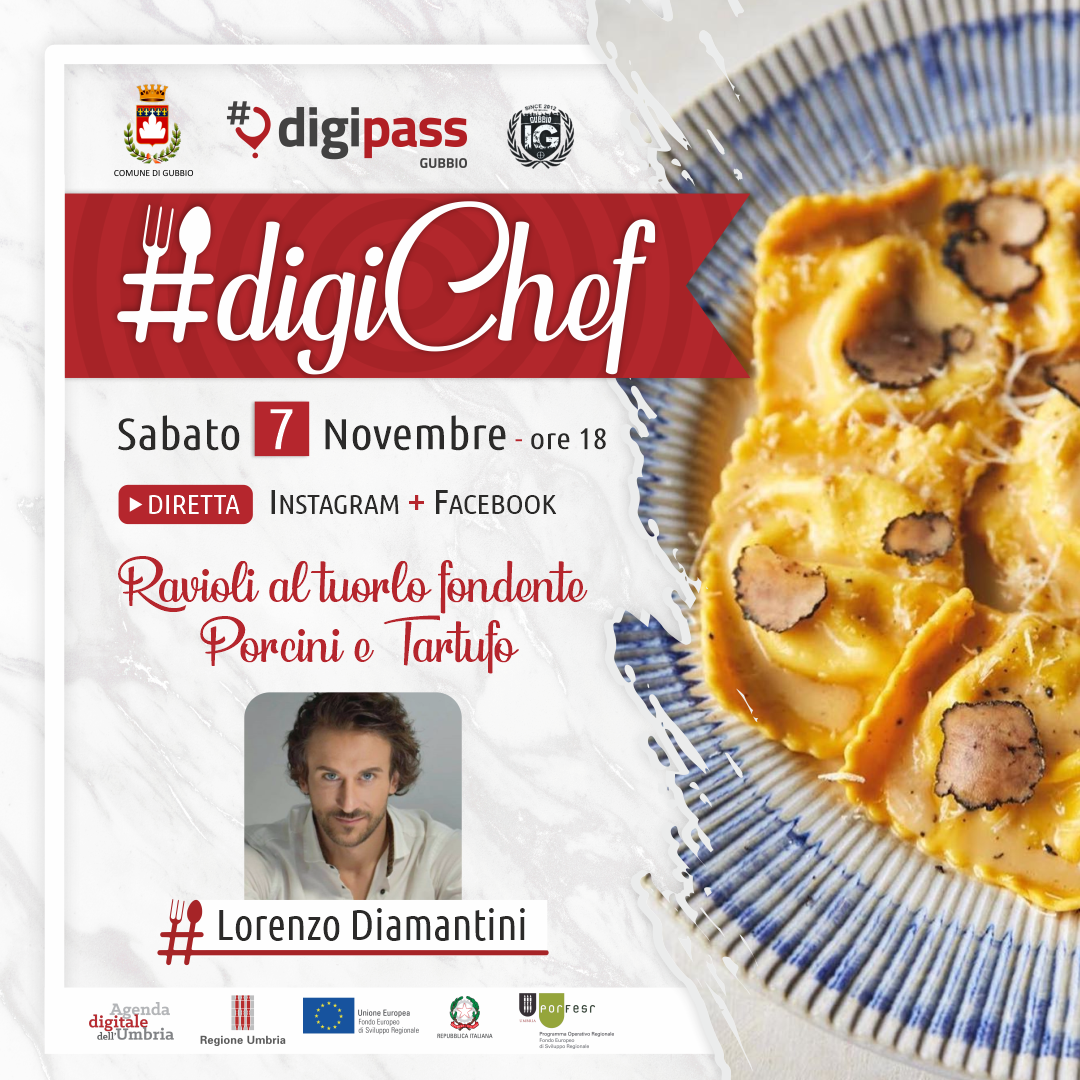 COMUNE DI GUBBIO
#digipass
GUBBIO
SINCE 2012
GUBBIO
IG
#digiChef
Sabato 7 Novembre - ore 18
DIRETTA INSTAGRAM + FACEBOOK
Ravioli al tuorlo fondente
Porcini e Tartufo
# Lorenzo Diamantini
Agenda
digitale
dell'Umbria
Regione Umbria
Unione Europea
Fondo Europeo
di Sviluppo Regionale
REPUBBLICA ITALIANA
PORFESR
Programma Operativo Regionale
Fondo Europeo
di Sviluppo Regionale